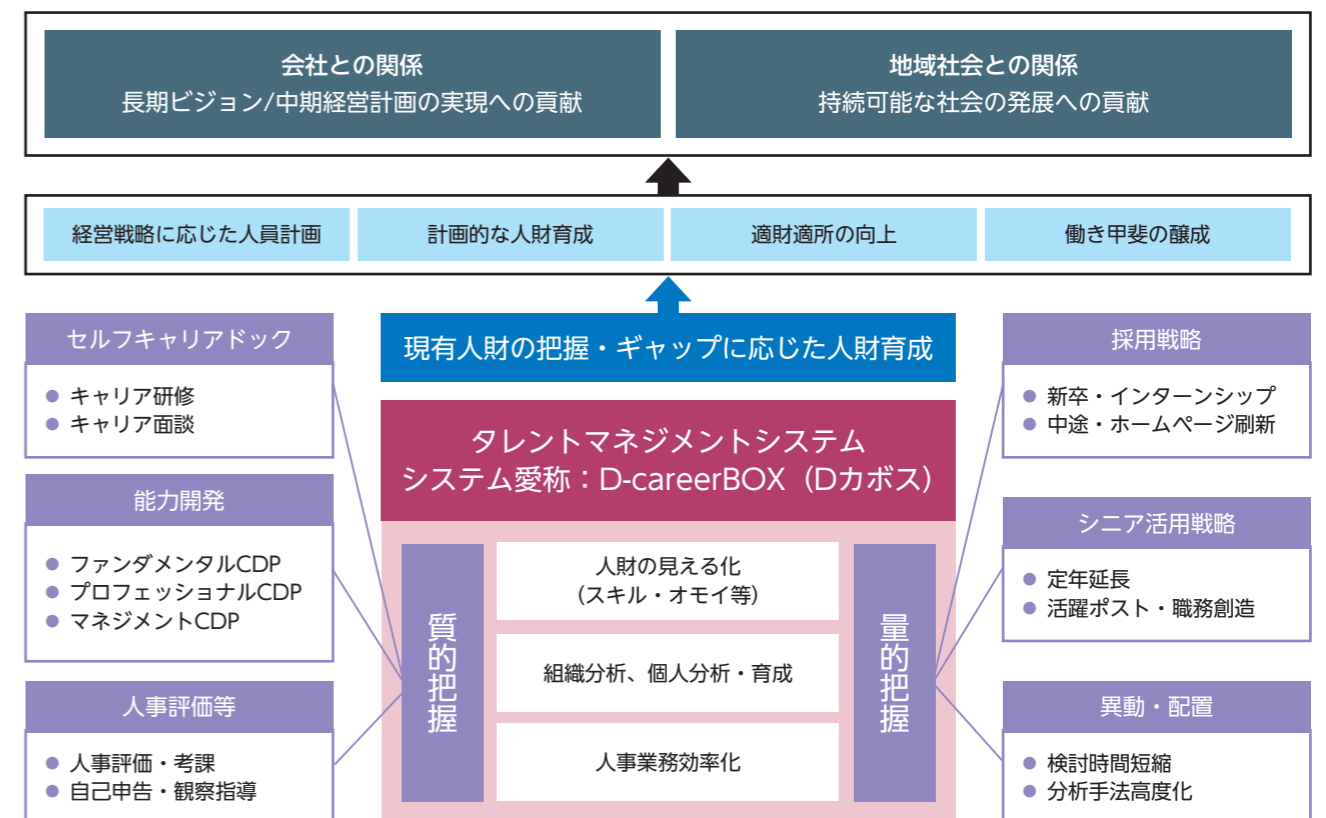 会社との関係
長期ビジョン/中期経営計画の実現への貢献
地域社会との関係
持続可能な社会の発展への貢献
経営戦略に応じた人員計画
計画的な人財育成
適財適所の向上
働き甲斐の醸成
セルフキャリアドック
● キャリア研修
● キャリア面談
能力開発
● ファンダメンタルCDP
● プロフェッショナルCDP
● マネジメントCDP
人事評価等
● 人事評価・考課
● 自己申告・観察指導
現有人財の把握・ギャップに応じた人財育成
タレントマネジメントシステム
システム愛称：D-careerBOX（Dカボス）
質的把握
人財の見える化
（スキル・オモイ等）
組織分析、個人分析・育成
人事業務効率化
量的把握
採用戦略
● 新卒・インターンシップ
● 中途・ホームページ刷新
シニア活用戦略
● 定年延長
● 活躍ポスト・職務創造
異動・配置
● 検討時間短縮
● 分析手法高度化